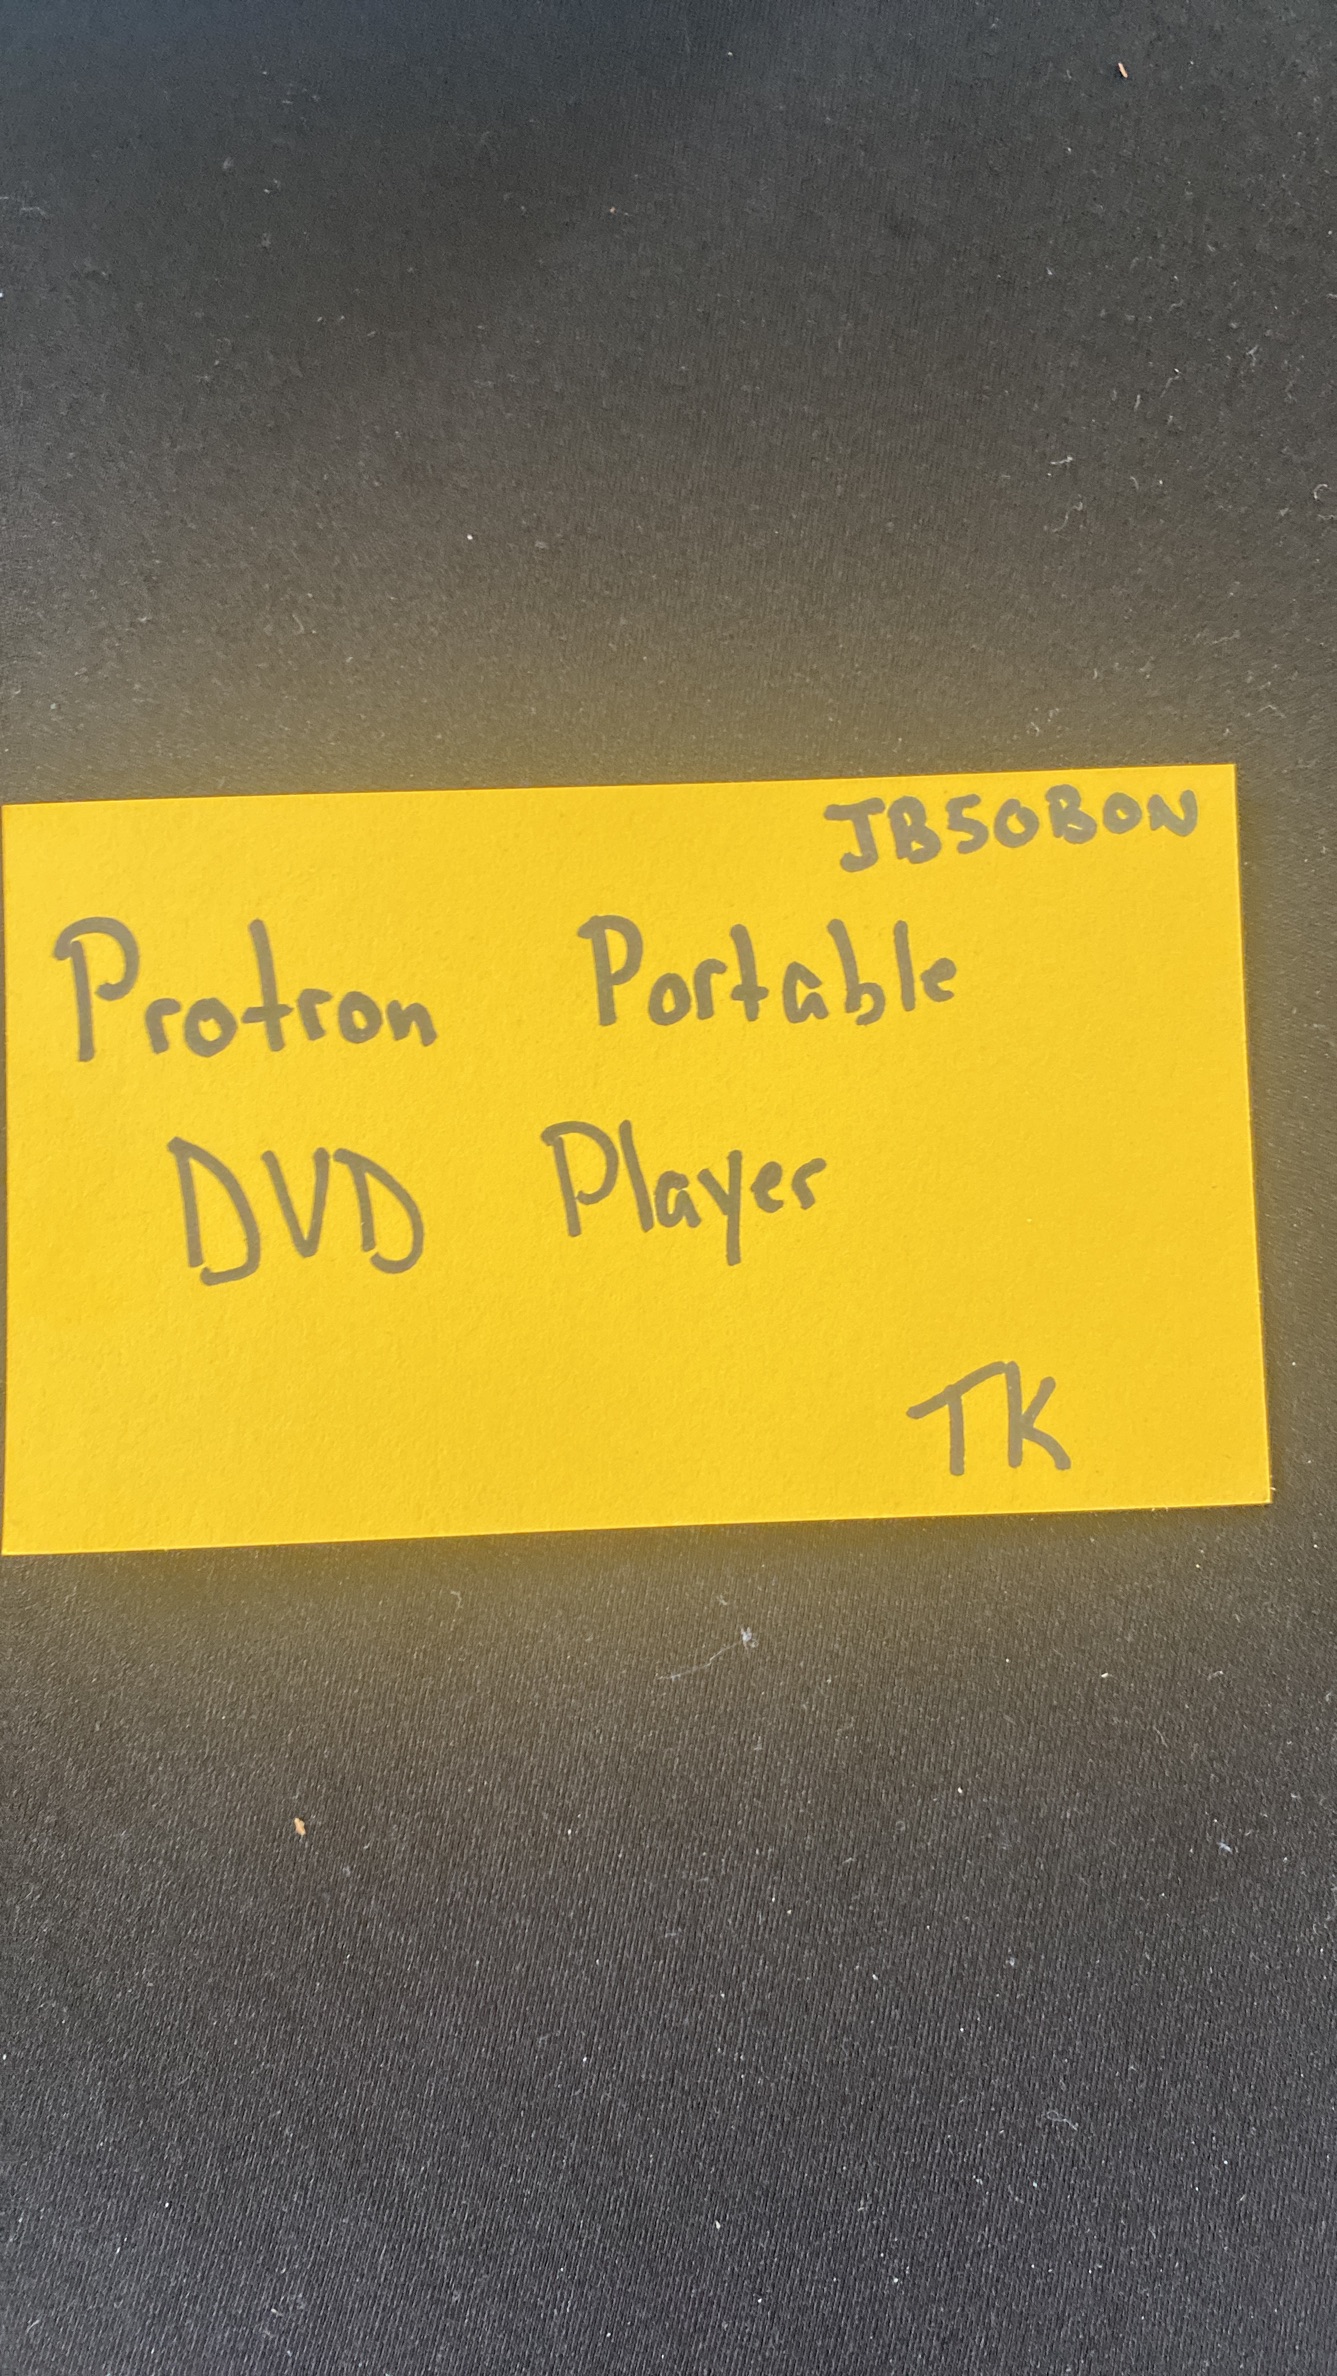 JB50BON
Protron Portable
DVD Player
TK